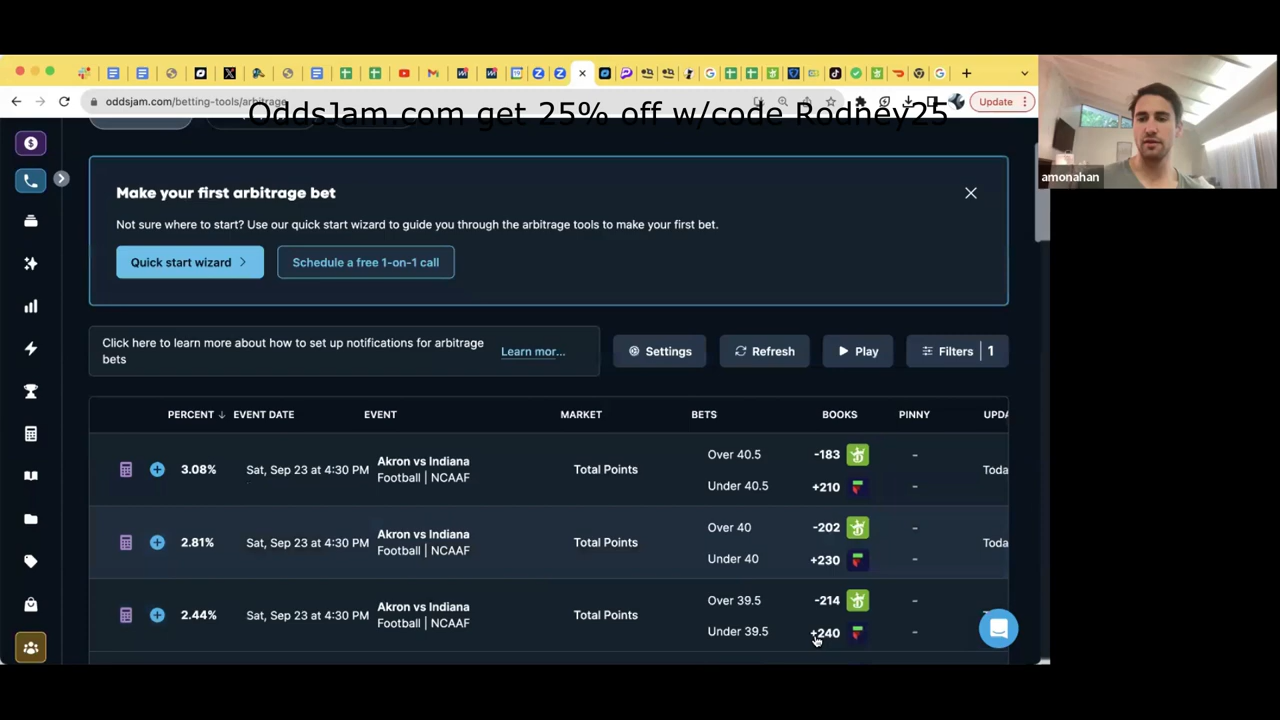 oddsjam.com/betting-tools/arbitrage
Update
OddsJam.com get 25% off w/code Rodney25
amonahan
Make your first arbitrage bet
Not sure where to start? Use our quick start wizard to guide you through the arbitrage tools to make your first bet.
Quick start wizard
Schedule a free 1-on-1 call
Click here to learn more about how to set up notifications for arbitrage
bets
Learn mor...
Settings
Refresh
Play
Filters
1
PERCENT EVENT DATE EVENT MARKET BETS BOOKS PINNY UPDA
3.08% Sat, Sep 23 at 4:30 PM Akron vs Indiana
Football | NCAAF
Total Points
Over 40.5 -183 -
Under 40.5 +210 -
Toda
2.81% Sat, Sep 23 at 4:30 PM Akron vs Indiana
Football | NCAAF
Total Points
Over 40 -202 -
Under 40 +230 -
Toda
2.44% Sat, Sep 23 at 4:30 PM Akron vs Indiana
Football | NCAAF
Total Points
Over 39.5 -214 -
Under 39.5 +240 -